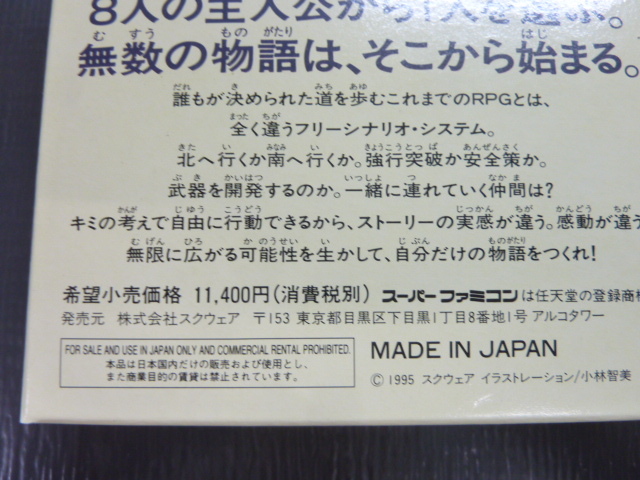 8人の主人公から1人を選ぶ。
無数の物語は、そこから始まる。
誰もが決められた道を歩むこれまでのRPGとは、
全く違うフリーシナリオ・システム。
北へ行くか南へ行くか。強行突破か安全策か。
武器を開発するのか。一緒に連れていく仲間は?
キミの考えで自由に行動できるから、ストーリーの実感が違う。感動が違う
無限に広がる可能性を生かして、自分だけの物語をつくれ!
希望小売価格 11,400円(消費税別) スーパーファミコンは任天堂の登録商標
発売元 株式会社スクウェア 〒153 東京都目黒区下目黒1丁目8番地1号 アルコタワー
FOR SALE AND USE IN JAPAN ONLY AND COMMERCIAL RENTAL PROHIBITED.
本品は日本国内だけの販売および使用とし、
また商業目的の賃貸は禁止されています。
MADE IN JAPAN
© 1995 スクウェア イラストレーション/小林智美